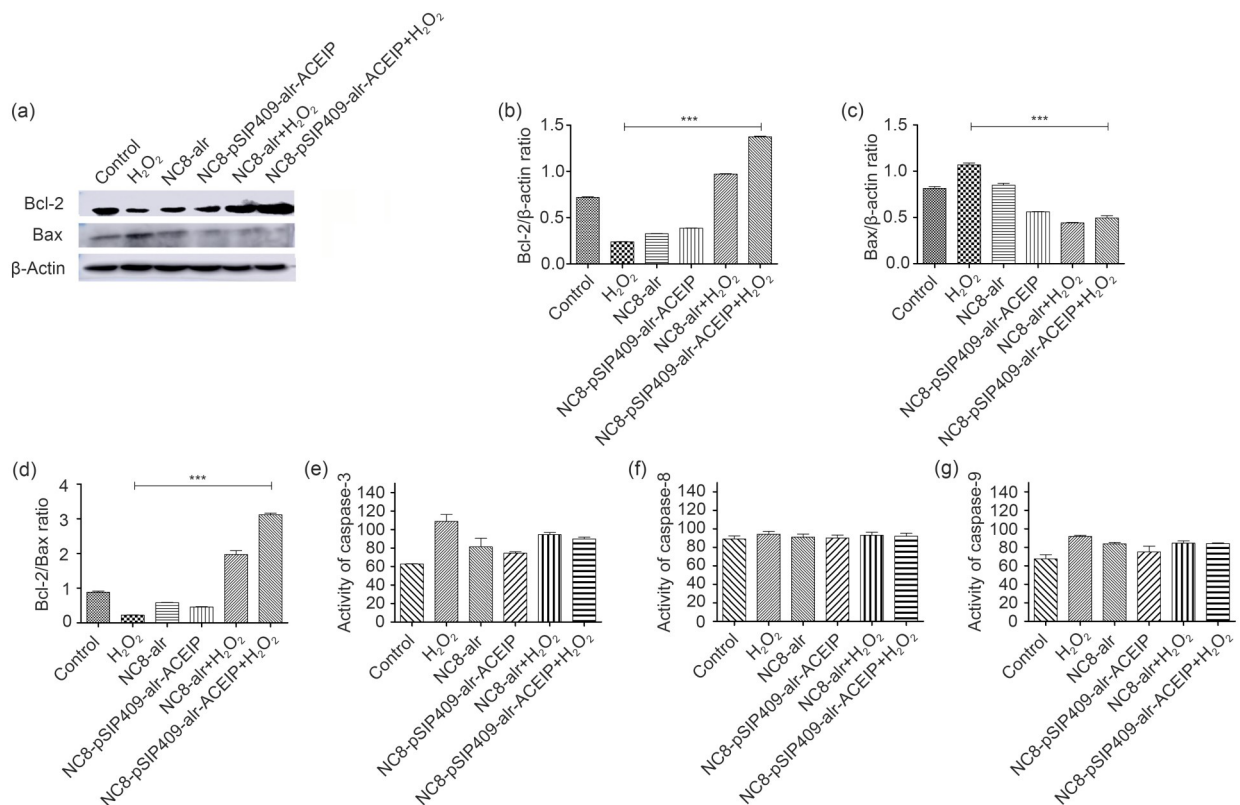 (a)
Control
H₂O₂
NC8-alr
NC8-pSIP409-alr-ACEIP
NC8-alr+H₂O₂
NC8-pSIP409-alr-ACEIP+H₂O₂
Bcl-2
Bax
β-Actin
(b)
Bcl-2/β-actin ratio
1.5
1.0
0.5
0.0
***
Control
H₂O₂
NC8-alr
NC8-pSIP409-alr-ACEIP
NC8-alr+H₂O₂
NC8-pSIP409-alr-ACEIP+H₂O₂
(c)
Bax/β-actin ratio
1.5
1.0
0.5
0.0
***
Control
H₂O₂
NC8-alr
NC8-pSIP409-alr-ACEIP
NC8-alr+H₂O₂
NC8-pSIP409-alr-ACEIP+H₂O₂
(d)
Bcl-2/Bax ratio
4
3
2
1
0
***
Control
H₂O₂
NC8-alr
NC8-pSIP409-alr-ACEIP
NC8-alr+H₂O₂
NC8-pSIP409-alr-ACEIP+H₂O₂
(e)
Activity of caspase-3
140
120
100
80
60
40
20
0
Control
H₂O₂
NC8-alr
NC8-pSIP409-alr-ACEIP
NC8-alr+H₂O₂
NC8-pSIP409-alr-ACEIP+H₂O₂
(f)
Activity of caspase-8
140
120
100
80
60
40
20
0
Control
H₂O₂
NC8-alr
NC8-pSIP409-alr-ACEIP
NC8-alr+H₂O₂
NC8-pSIP409-alr-ACEIP+H₂O₂
(g)
Activity of caspase-9
140
120
100
80
60
40
20
0
Control
H₂O₂
NC8-alr
NC8-pSIP409-alr-ACEIP
NC8-alr+H₂O₂
NC8-pSIP409-alr-ACEIP+H₂O₂